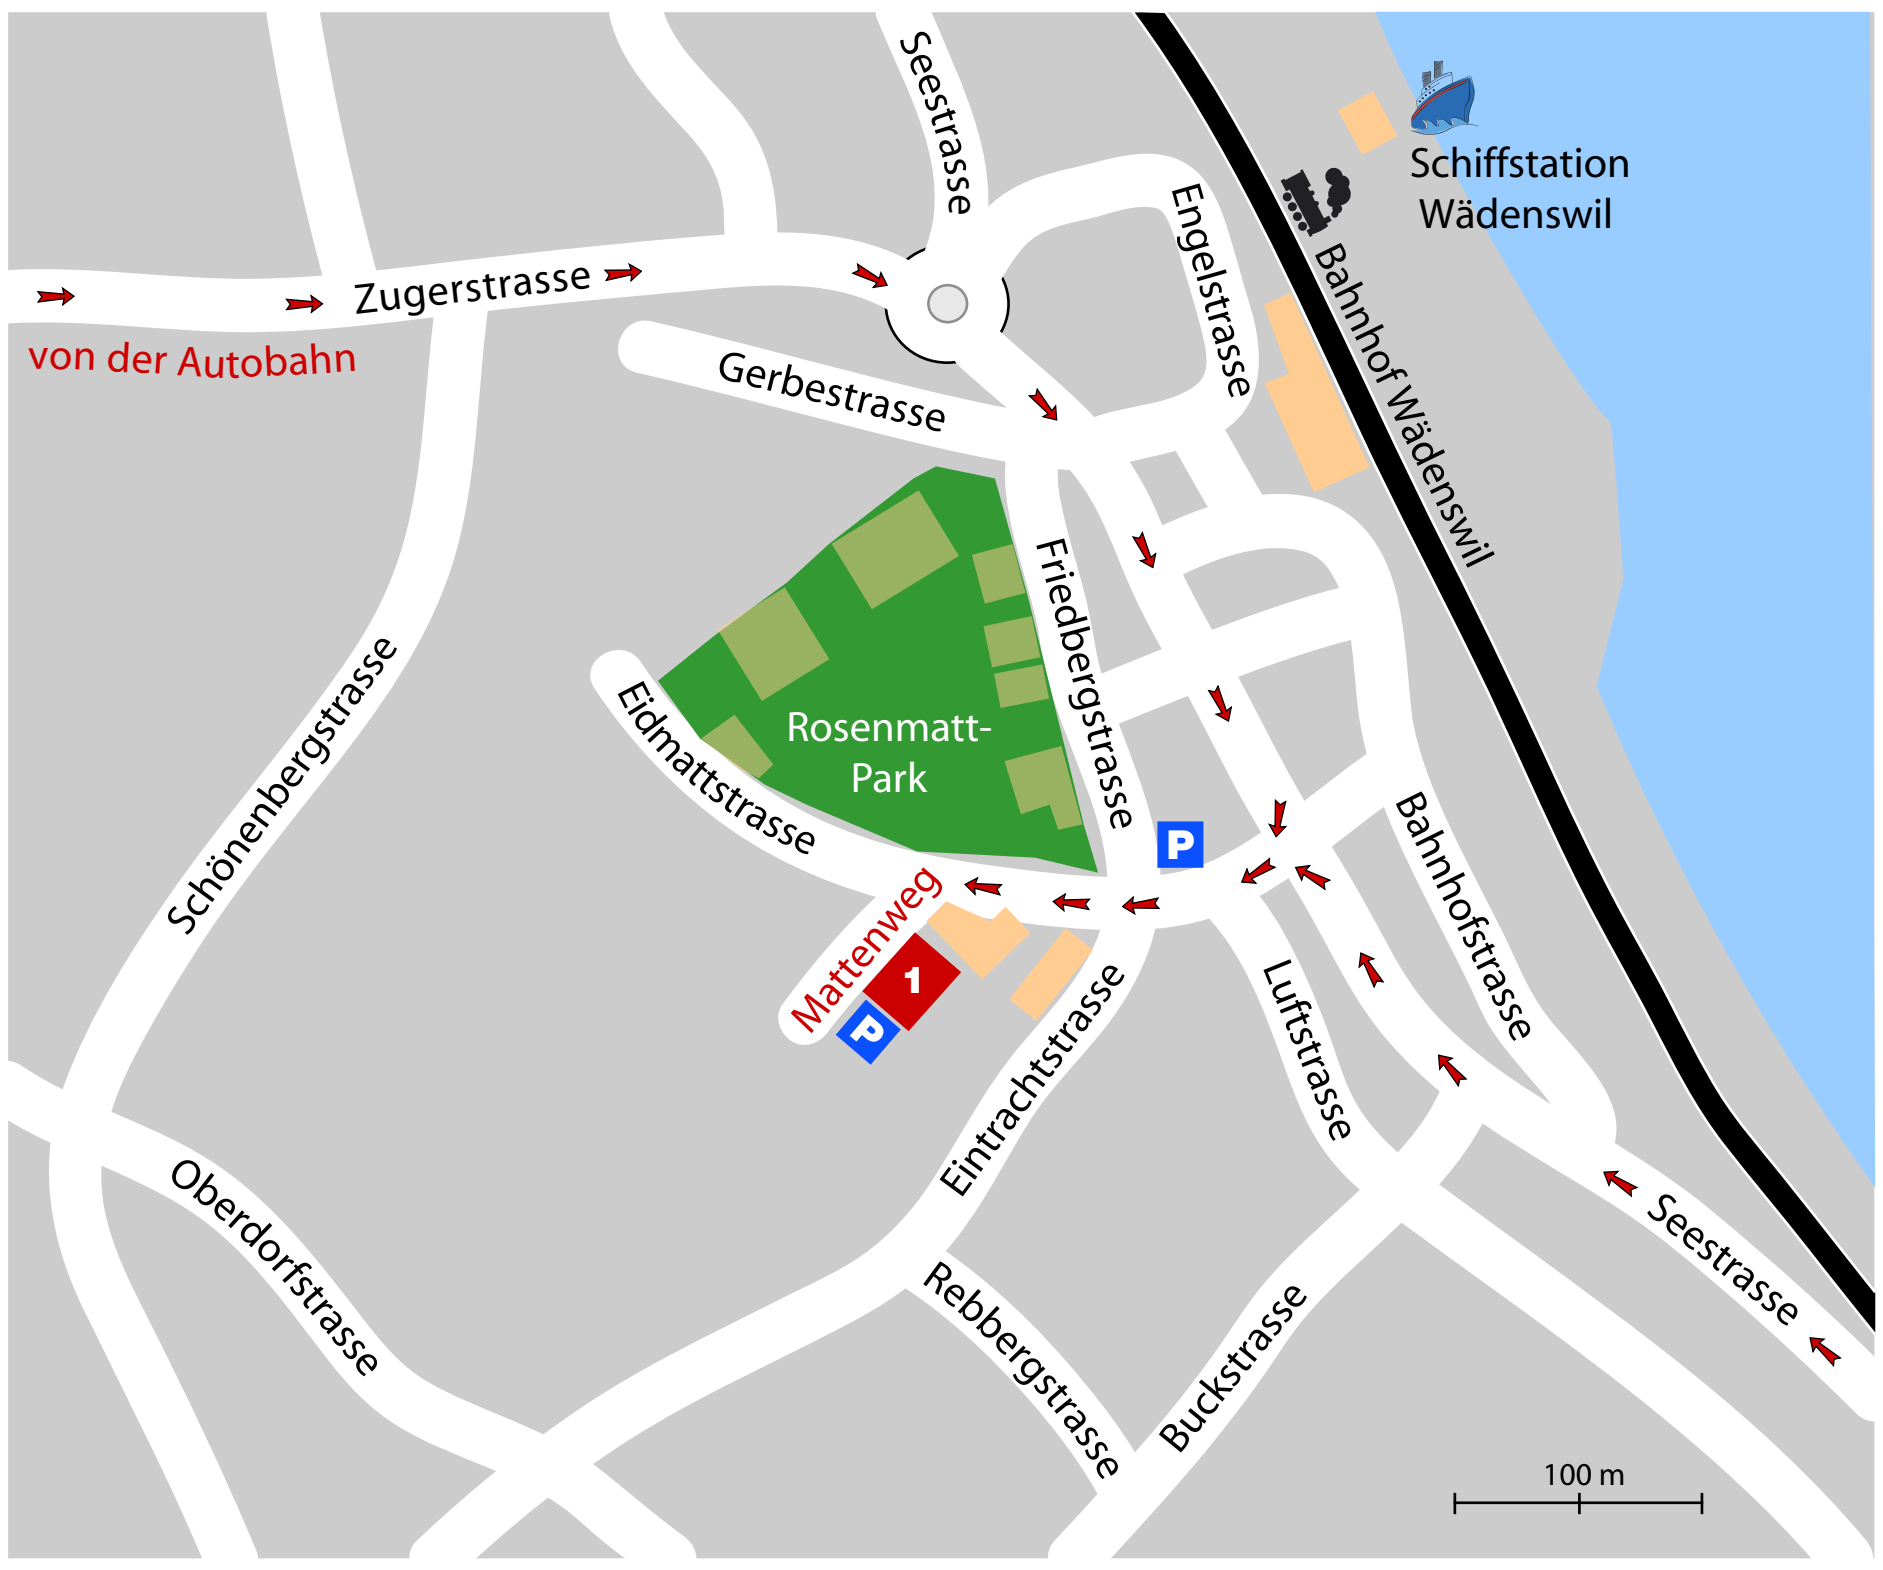 Seestrasse
Schiffstation
Wädenswil
Engelstrasse
Bahnhof Wädenswil
Zugerstrasse
von der Autobahn
Gerbestrasse
Friedbergstrasse
Schönenbergstrasse
Eidmattstrasse
Rosenmatt-
Park
P
Bahnhofstrasse
Mattenweg
1
P
Luftstrasse
Eintrachtstrasse
Oberdorfstrasse
Seestrasse
Rebbergstrasse
Buckstrasse
100 m